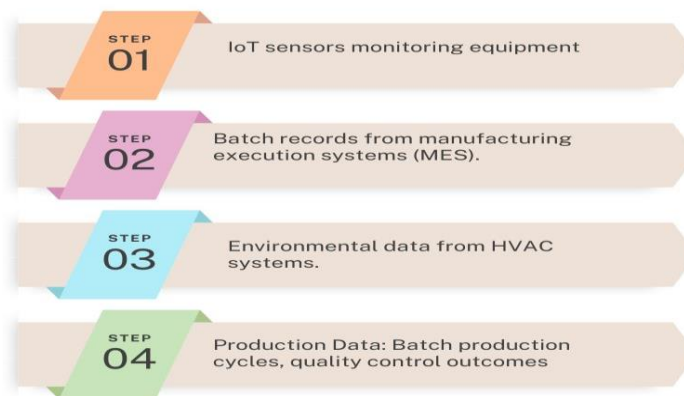 STEP
01
IoT sensors monitoring equipment
STEP
02
Batch records from manufacturing
execution systems (MES).
STEP
03
Environmental data from HVAC
systems.
STEP
04
Production Data: Batch production
cycles, quality control outcomes